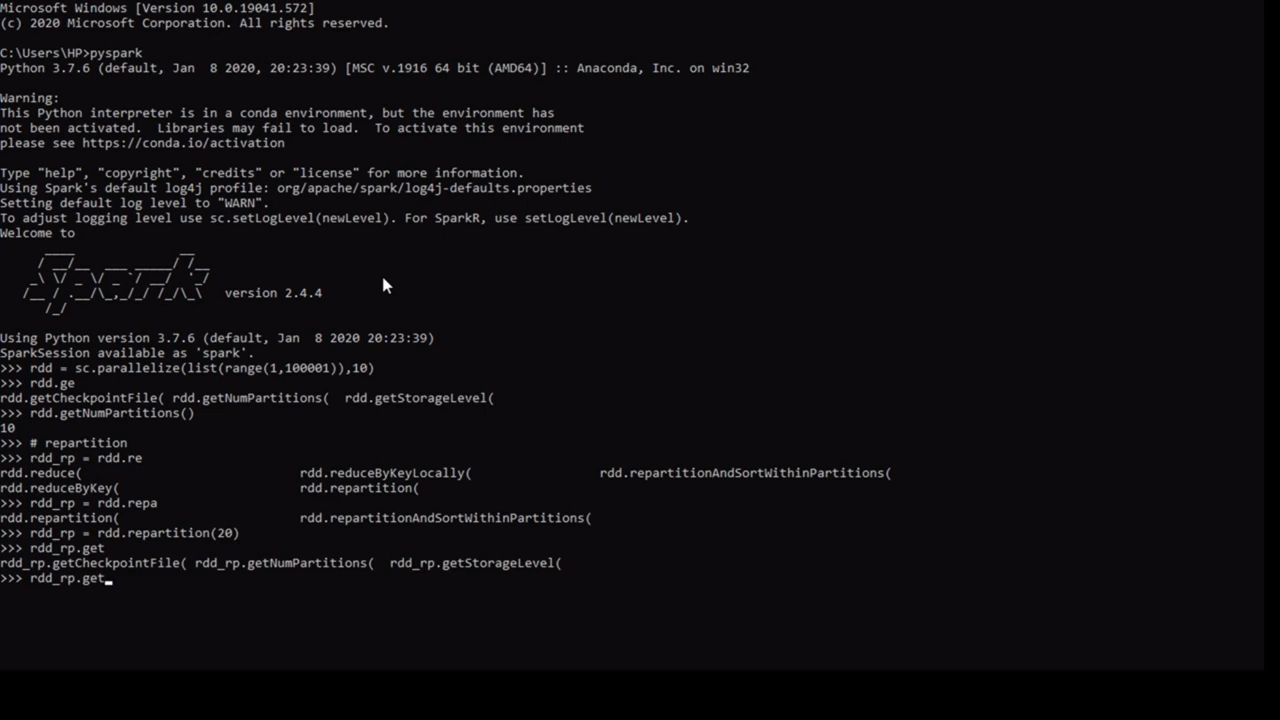 Microsoft Windows [Version 10.0.19041.572]
(c) 2020 Microsoft Corporation. All rights reserved.
C:\Users\HP>pyspark
Python 3.7.6 (default, Jan  8 2020, 20:23:39) [MSC v.1916 64 bit (AMD64)] :: Anaconda, Inc. on win32
Warning:
This Python interpreter is in a conda environment, but the environment has
not been activated.  Libraries may fail to load.  To activate this environment
please see https://conda.io/activation
Type "help", "copyright", "credits" or "license" for more information.
Using Spark's default log4j profile: org/apache/spark/log4j-defaults.properties
Setting default log level to "WARN".
To adjust logging level use sc.setLogLevel(newLevel). For SparkR, use setLogLevel(newLevel).
Welcome to
Spark version 2.4.4
Using Python version 3.7.6 (default, Jan  8 2020 20:23:39)
SparkSession available as 'spark'.
>>> rdd = sc.parallelize(list(range(1,100001)),10)
>>> rdd.ge
rdd.getCheckpointFile( rdd.getNumPartitions(  rdd.getStorageLevel(
>>> rdd.getNumPartitions()
10
>>> # repartition
>>> rdd_rp = rdd.re
rdd.reduce(                             rdd.reduceByKeyLocally(                 rdd.repartitionAndSortWithinPartitions(
rdd.reduceByKey(                        rdd.repartition(
>>> rdd_rp = rdd.repa
rdd.repartition(                        rdd.repartitionAndSortWithinPartitions(
>>> rdd_rp = rdd.repartition(20)
>>> rdd_rp.get
rdd_rp.getCheckpointFile( rdd_rp.getNumPartitions(  rdd_rp.getStorageLevel(
>>> rdd_rp.get